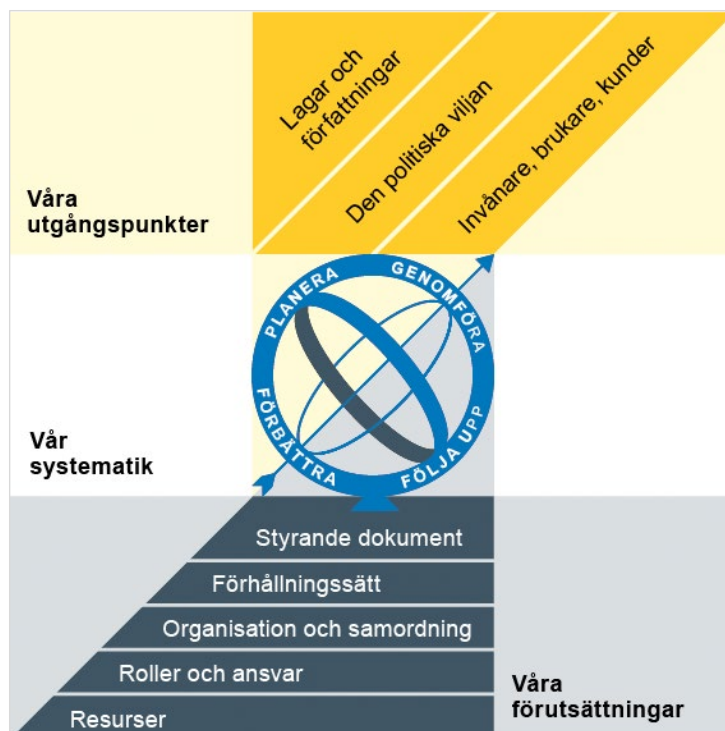 Lagar och
författningar
Den politiska viljan
Invånare, brukare, kunder
Våra
utgångspunkter
PLANERA
GENOMFÖRA
FÖLJA UPP
FÖRBÄTTRA
Vår
systematik
Styrande dokument
Förhållningssätt
Organisation och samordning
Roller och ansvar
Resurser
Våra
förutsättningar